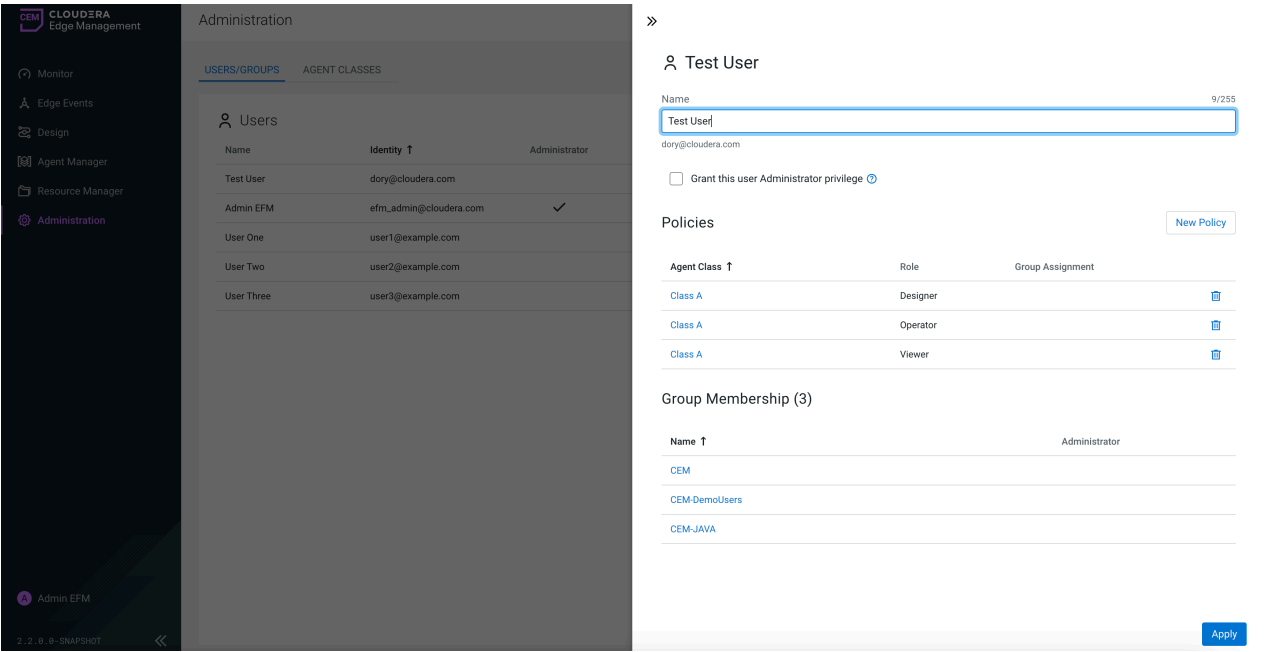 CEM CLOUDERA
Edge Management
Monitor
Edge Events
Design
Agent Manager
Resource Manager
Administration
A Admin EFM
2.2.0.0-SNAPSHOT
Administration
USERS/GROUPS AGENT CLASSES
Users
Name Identity ↑ Administrator
Test User dory@cloudera.com
Admin EFM efm_admin@cloudera.com
User One user1@example.com
User Two user2@example.com
User Three user3@example.com
Test User
Name 9/255
Test User
dory@cloudera.com
Grant this user Administrator privilege ?
Policies New Policy
Agent Class ↑ Role Group Assignment
Class A Designer
Class A Operator
Class A Viewer
Group Membership (3)
Name ↑ Administrator
CEM
CEM-DemoUsers
CEM-JAVA
Apply